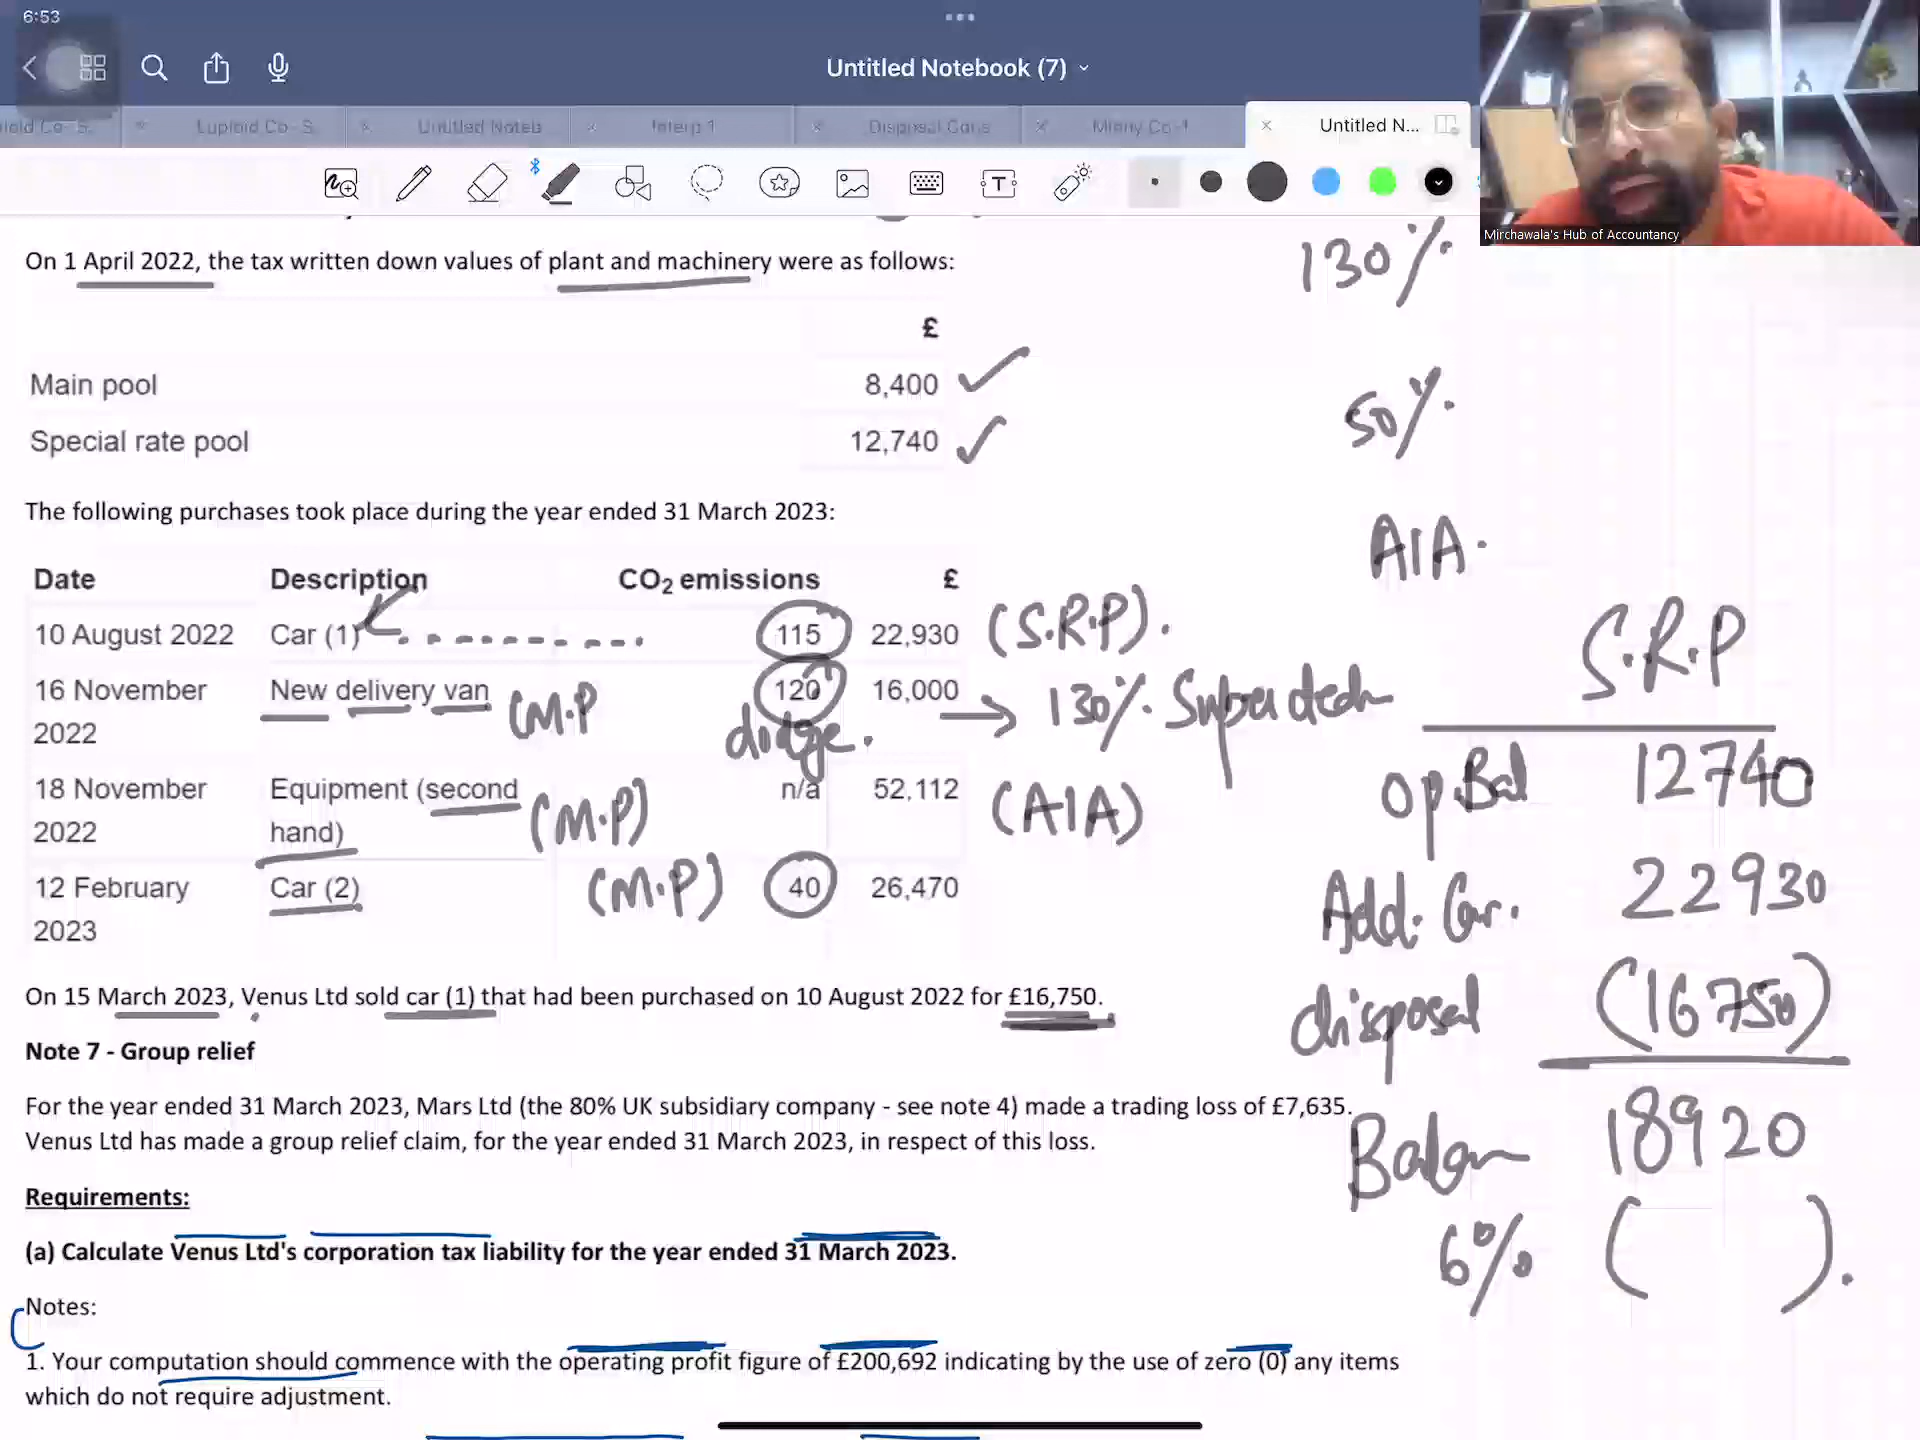 6:53
Untitled Notebook (7)
Luploid Co- S.
Untitled Noteb
Interp 1
Disposal Cons
Untitled N...
Mirchawala's Hub of Accountancy
On 1 April 2022, the tax written down values of plant and machinery were as follows:
130%
£
Main pool 8,400
50%
Special rate pool 12,740
The following purchases took place during the year ended 31 March 2023:
AIA.
Date Description CO2 emissions £
10 August 2022 Car (1) 115 22,930 (S.R.P).
S.R.P
16 November 2022 New delivery van (M.P 120 16,000 → 130%
dodge.
Op Bal 12740
18 November 2022 Equipment (second hand) (M.P) n/a 52,112 (AIA)
12 February 2023 Car (2) (M.P) 40 26,470
Add. Car. 22930
On 15 March 2023, Venus Ltd sold car (1) that had been purchased on 10 August 2022 for £16,750.
disposal (16750)
Note 7 - Group relief
For the year ended 31 March 2023, Mars Ltd (the 80% UK subsidiary company - see note 4) made a trading loss of £7,635.
Venus Ltd has made a group relief claim, for the year ended 31 March 2023, in respect of this loss.
18920
Requirements:
(a) Calculate Venus Ltd's corporation tax liability for the year ended 31 March 2023.
6% ( ).
Notes:
1. Your computation should commence with the operating profit figure of £200,692 indicating by the use of zero (0) any items
which do not require adjustment.